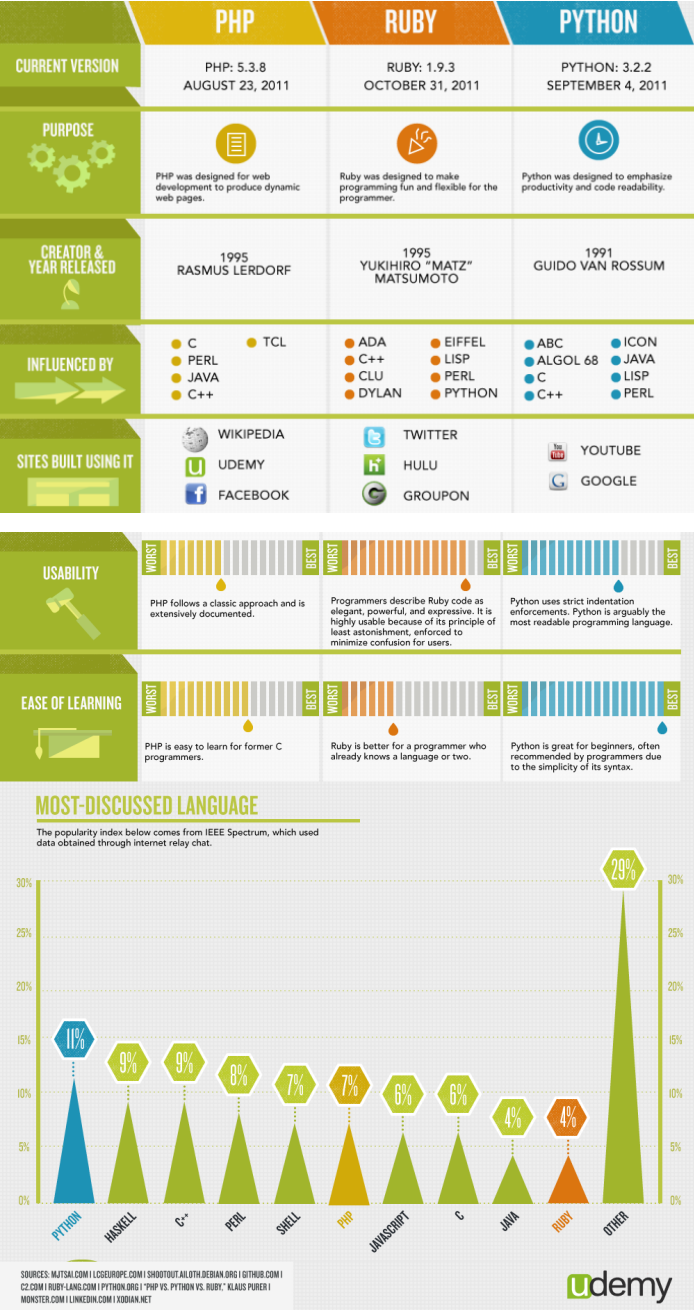 PHP
RUBY
PYTHON
CURRENT VERSION
PHP: 5.3.8
AUGUST 23, 2011
RUBY: 1.9.3
OCTOBER 31, 2011
PYTHON: 3.2.2
SEPTEMBER 4, 2011
PURPOSE
PHP was designed for web
development to produce dynamic
web pages.
Ruby was designed to make
programming fun and flexible for the
programmer.
Python was designed to emphasize
productivity and code readability.
CREATOR &
YEAR RELEASED
1995
RASMUS LERDORF
1995
YUKIHIRO "MATZ"
MATSUMOTO
1991
GUIDO VAN ROSSUM
INFLUENCED BY
C
PERL
JAVA
C++
TCL
ADA
C++
CLU
DYLAN
EIFFEL
LISP
PERL
PYTHON
ABC
ALGOL 68
C
C++
ICON
JAVA
LISP
PERL
SITES BUILT USING IT
WIKIPEDIA
UDEMY
FACEBOOK
TWITTER
HULU
GROUPON
You
Tube
YOUTUBE
GOOGLE
USABILITY
WORST
BEST
PHP follows a classic approach and is
extensively documented.
WORST
BEST
Programmers describe Ruby code as
elegant, powerful, and expressive. It is
highly usable because of its principle of
least astonishment, enforced to
minimize confusion for users.
WORST
BEST
Python uses strict indentation
enforcements. Python is arguably the
most readable programming language.
EASE OF LEARNING
WORST
BEST
PHP is easy to learn for former C
programmers.
WORST
BEST
Ruby is better for a programmer who
already knows a language or two.
WORST
BEST
Python is great for beginners, often
recommended by programmers due
to the simplicity of its syntax.
MOST-DISCUSSED LANGUAGE
The popularity index below comes from IEEE Spectrum, which used
data obtained through internet relay chat.
30%
25%
20%
15%
10%
5%
0%
11%
9%
9%
8%
7%
7%
6%
6%
4%
4%
29%
30%
25%
20%
15%
10%
5%
0%
PYTHON
HASKELL
C++
PERL
SHELL
PHP
JAVASCRIPT
C
JAVA
RUBY
OTHER
SOURCES: MJTSAI.COM | LCGEUROPE.COM | SHOOTOUT.AILOTH.DEBIAN.ORG | GITHUB.COM |
C2.COM | RUBY-LANG.COM | PYTHON.ORG | "PHP VS. PYTHON VS. RUBY," KLAUS PURER |
MONSTER.COM | LINKEDIN.COM | XODIAN.NET
udemy